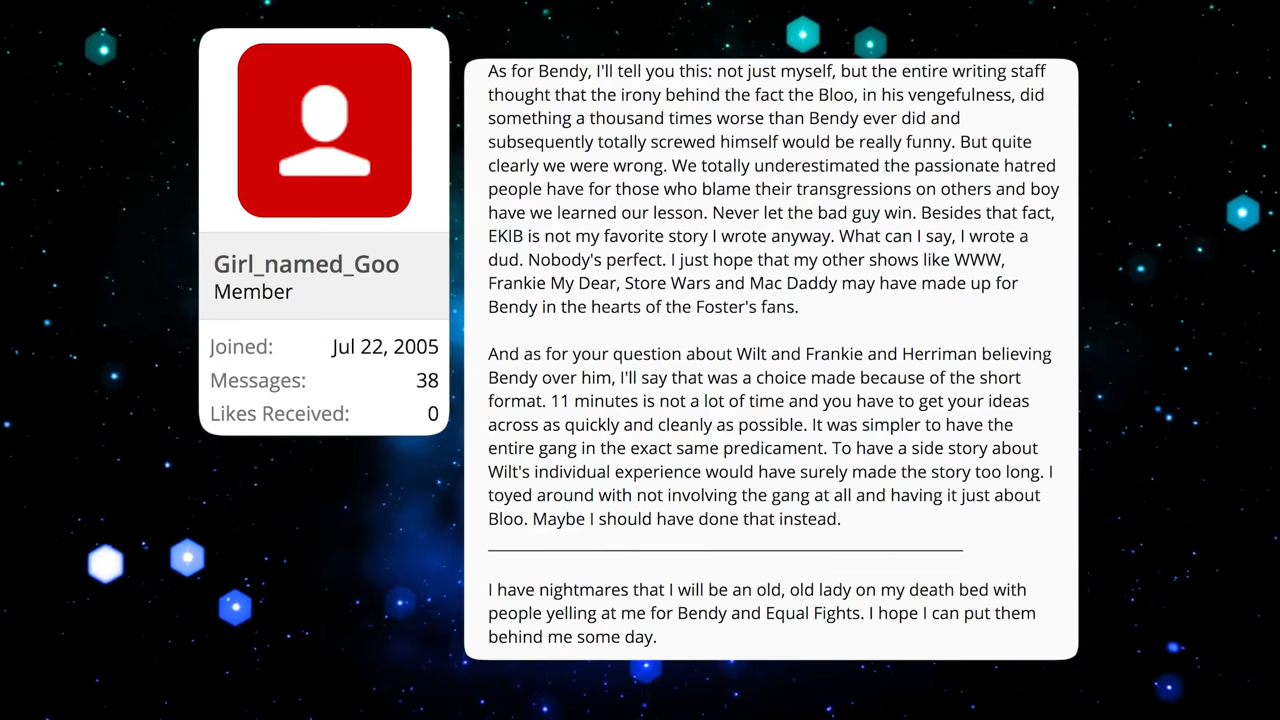 Girl_named_Goo
Member
Joined: Jul 22, 2005
Messages: 38
Likes Received: 0
As for Bendy, I'll tell you this: not just myself, but the entire writing staff
thought that the irony behind the fact the Bloo, in his vengefulness, did
something a thousand times worse than Bendy ever did and
subsequently totally screwed himself would be really funny. But quite
clearly we were wrong. We totally underestimated the passionate hatred
people have for those who blame their transgressions on others and boy
have we learned our lesson. Never let the bad guy win. Besides that fact,
EKIB is not my favorite story I wrote anyway. What can I say, I wrote a
dud. Nobody's perfect. I just hope that my other shows like WWW,
Frankie My Dear, Store Wars and Mac Daddy may have made up for
Bendy in the hearts of the Foster's fans.
And as for your question about Wilt and Frankie and Herriman believing
Bendy over him, I'll say that was a choice made because of the short
format. 11 minutes is not a lot of time and you have to get your ideas
across as quickly and cleanly as possible. It was simpler to have the
entire gang in the exact same predicament. To have a side story about
Wilt's individual experience would have surely made the story too long. I
toyed around with not involving the gang at all and having it just about
Bloo. Maybe I should have done that instead.
I have nightmares that I will be an old, old lady on my death bed with
people yelling at me for Bendy and Equal Fights. I hope I can put them
behind me some day.